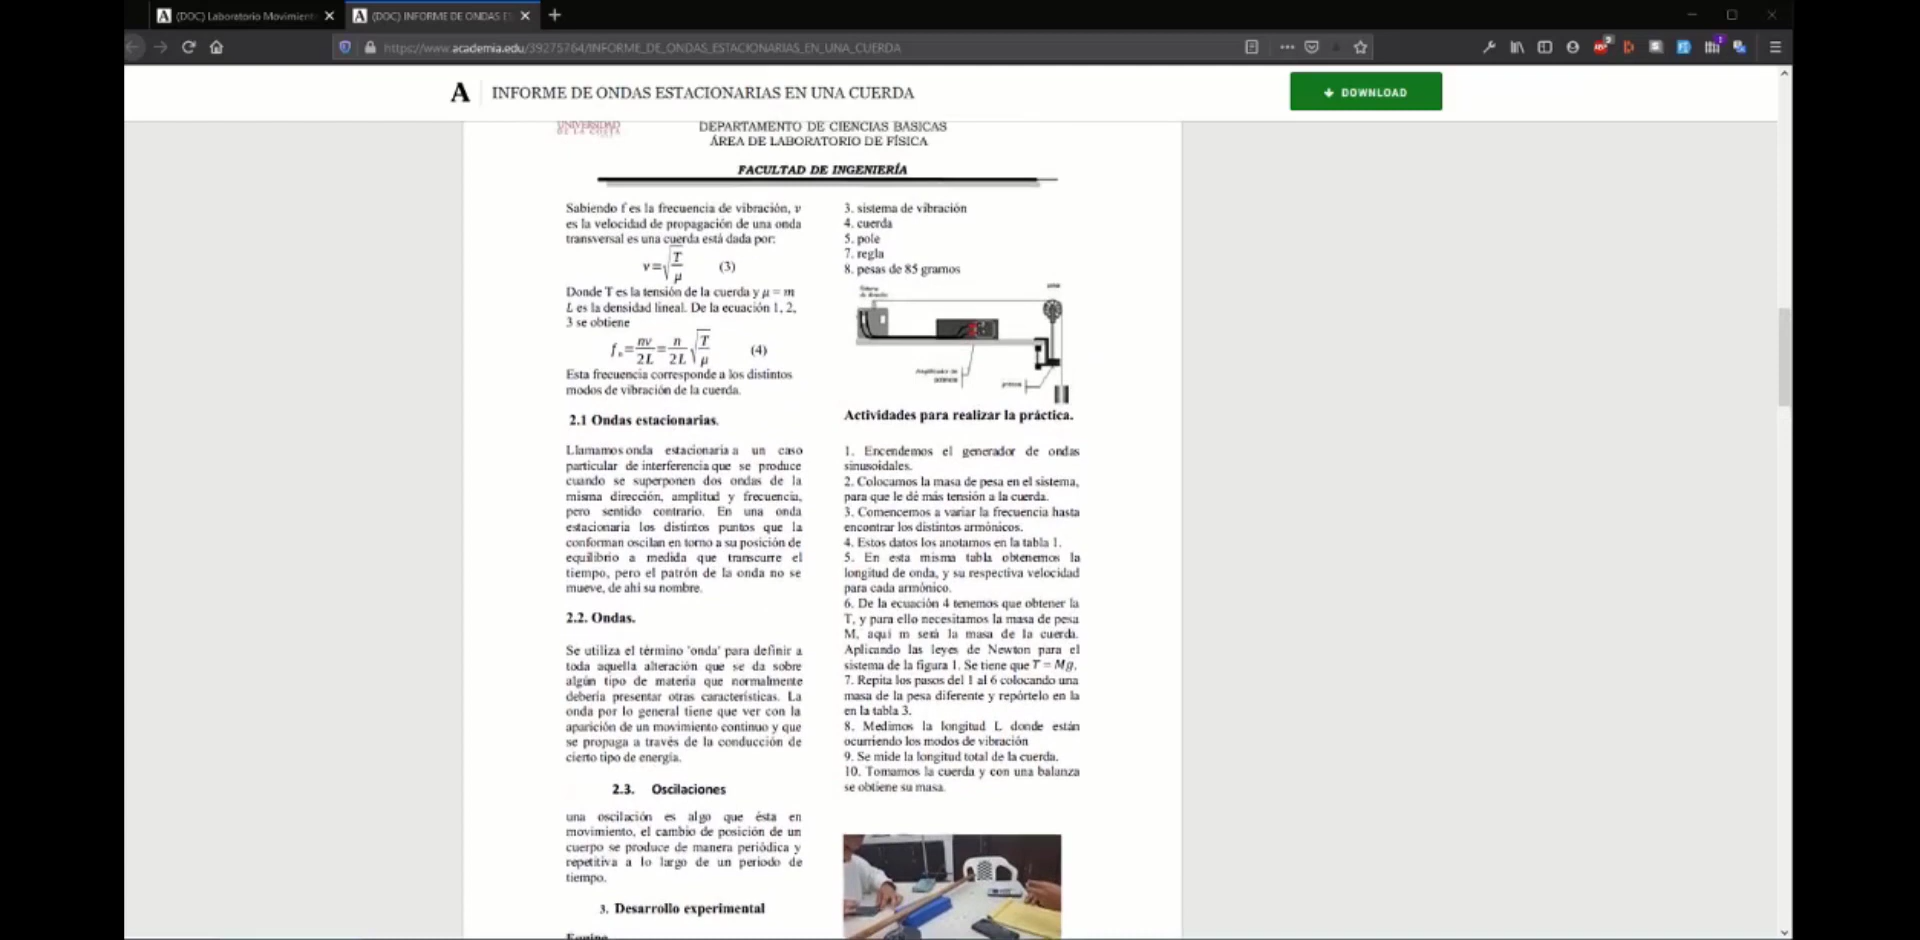 (DOC) Laboratorio Movimient
(DOC) INFORME DE ONDAS ES
https://www.academia.edu/39275764/INFORME_DE_ONDAS_ESTACIONARIAS_EN_UNA_CUERDA
A
INFORME DE ONDAS ESTACIONARIAS EN UNA CUERDA
DOWNLOAD
UNIVERSIDAD
DE LA COSTA
DEPARTAMENTO DE CIENCIAS BASICAS
ÁREA DE LABORATORIO DE FÍSICA
FACULTAD DE INGENIERÍA
Sabiendo f es la frecuencia de vibración, v
es la velocidad de propagación de una onda
transversal es una cuerda está dada por:
v=√T/μ (3)
Donde T es la tensión de la cuerda y μ = m
L es la densidad lineal. De la ecuación 1, 2,
3 se obtiene
fn=nv/2L=n/2L√T/μ (4)
Esta frecuencia corresponde a los distintos
modos de vibración de la cuerda.
2.1 Ondas estacionarias.
Llamamos onda estacionaria a un caso
particular de interferencia que se produce
cuando se superponen dos ondas de la
misma dirección, amplitud y frecuencia,
pero sentido contrario. En una onda
estacionaria los distintos puntos que la
conforman oscilan en torno a su posición de
equilibrio a medida que transcurre el
tiempo, pero el patrón de la onda no se
mueve, de ahí su nombre.
2.2. Ondas.
Se utiliza el término 'onda' para definir a
toda aquella alteración que se da sobre
algún tipo de materia que normalmente
debería presentar otras características. La
onda por lo general tiene que ver con la
aparición de un movimiento continuo y que
se propaga a través de la conducción de
cierto tipo de energía.
2.3. Oscilaciones
una oscilación es algo que ésta en
movimiento, el cambio de posición de un
cuerpo se produce de manera periódica y
repetitiva a lo largo de un periodo de
tiempo.
3. Desarrollo experimental
3. sistema de vibración
4. cuerda
5. pole
7. regla
8. pesas de 85 gramos
Amplificador de
potencia
Actividades para realizar la práctica.
1. Encendemos el generador de ondas
sinusoidales.
2. Colocamos la masa de pesa en el sistema,
para que le dé más tensión a la cuerda.
3. Comencemos a variar la frecuencia hasta
encontrar los distintos armónicos.
4. Estos datos los anotamos en la tabla 1.
5. En esta misma tabla obtenemos la
longitud de onda, y su respectiva velocidad
para cada armónico.
6. De la ecuación 4 tenemos que obtener la
T, y para ello necesitamos la masa de pesa
M, aquí m será la masa de la cuerda.
Aplicando las leyes de Newton para el
sistema de la figura 1. Se tiene que T = Mg.
7. Repita los pasos del 1 al 6 colocando una
masa de la pesa diferente y repórtelo en la
en la tabla 3.
8. Medimos la longitud L donde están
ocurriendo los modos de vibración
9. Se mide la longitud total de la cuerda.
10. Tomamos la cuerda y con una balanza
se obtiene su masa.